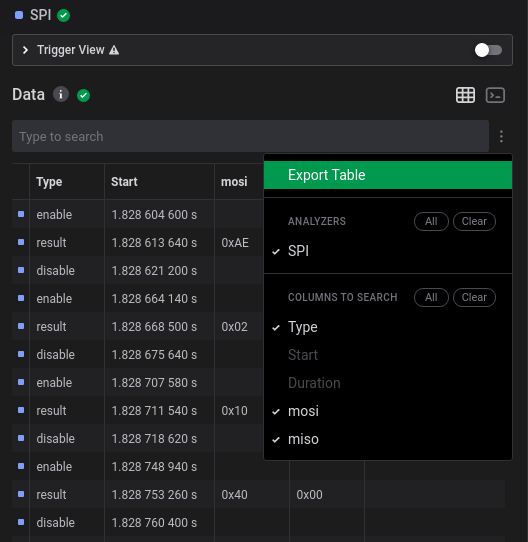 SPI
Trigger View
Data
Type to search
Export Table
Type Start mosi
ANALYZERS All Clear
SPI
COLUMNS TO SEARCH All Clear
Type
Start
Duration
mosi
miso
enable 1.828 604 600 s
result 1.828 613 640 s 0xAE
disable 1.828 621 200 s
enable 1.828 664 140 s
result 1.828 668 500 s 0x02
disable 1.828 675 640 s
enable 1.828 707 580 s
result 1.828 711 540 s 0x10
disable 1.828 718 620 s
enable 1.828 748 940 s
result 1.828 753 260 s 0x40 0x00
disable 1.828 760 400 s